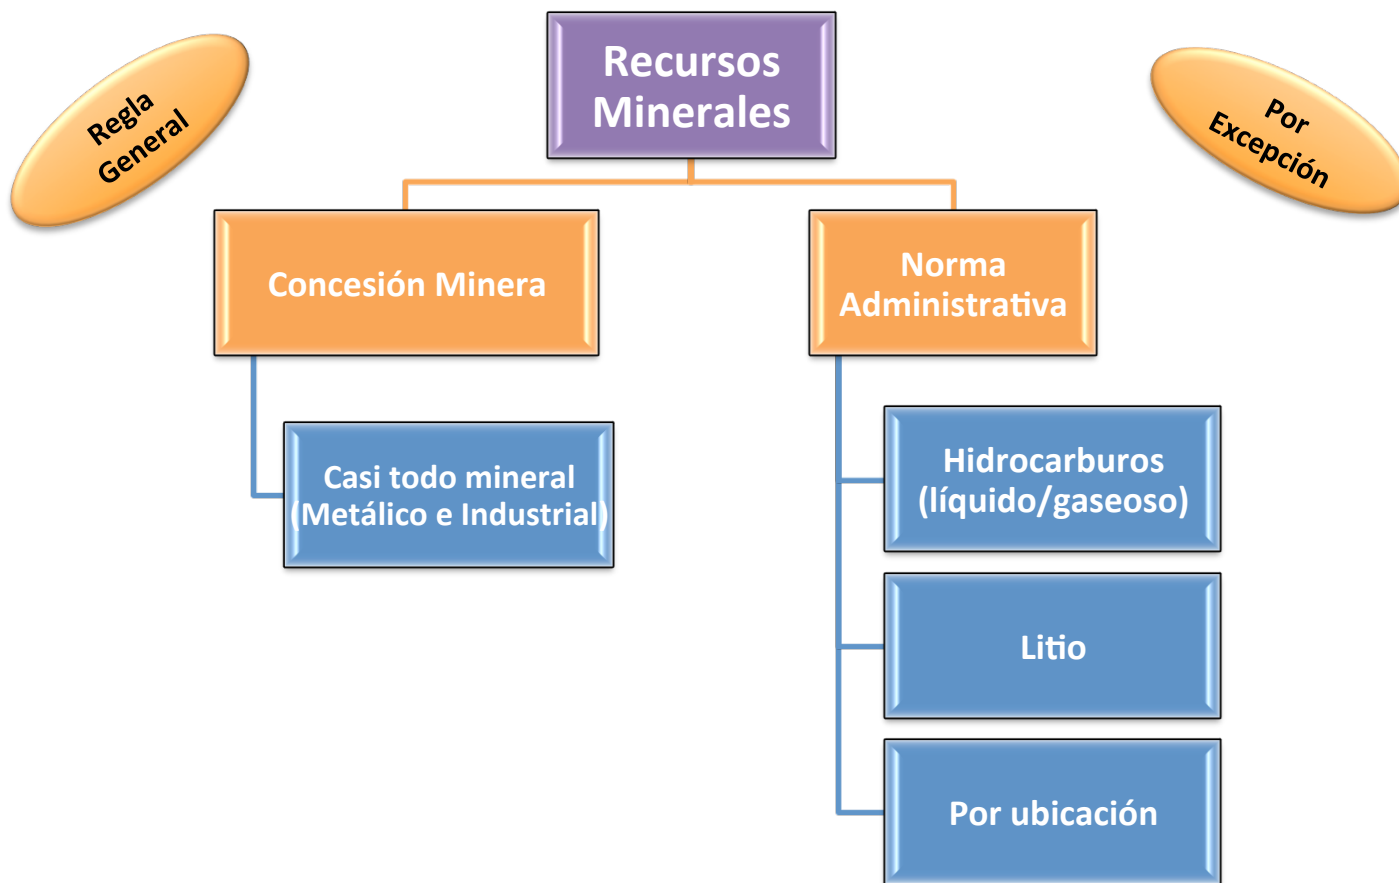 Regla
General
Recursos
Minerales
Por
Excepción
Concesión Minera
Norma
Administrativa
Casi todo mineral
(Metálico e Industrial)
Hidrocarburos
(líquido/gaseoso)
Litio
Por ubicación